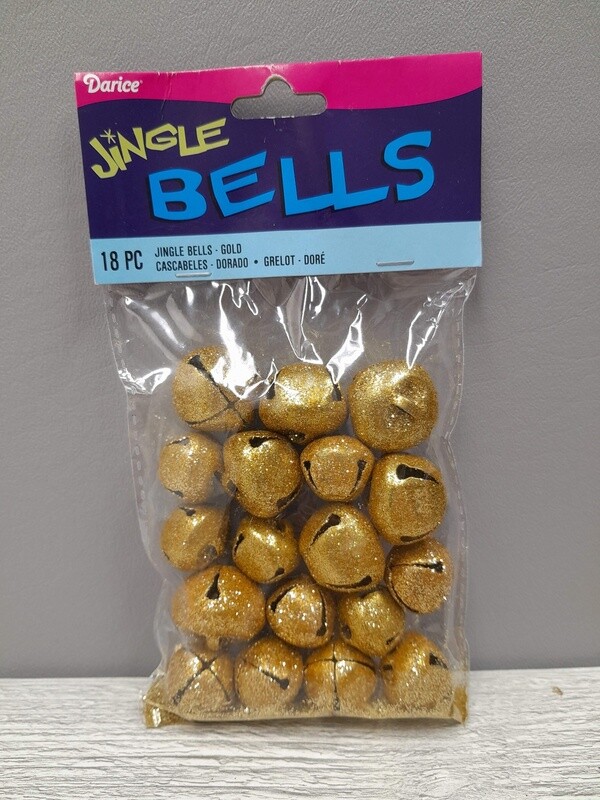 Darice
JINGLE
BELLS
18 PC
JINGLE BELLS - GOLD
CASCABELES - DORADO • GRELOT - DORÉ